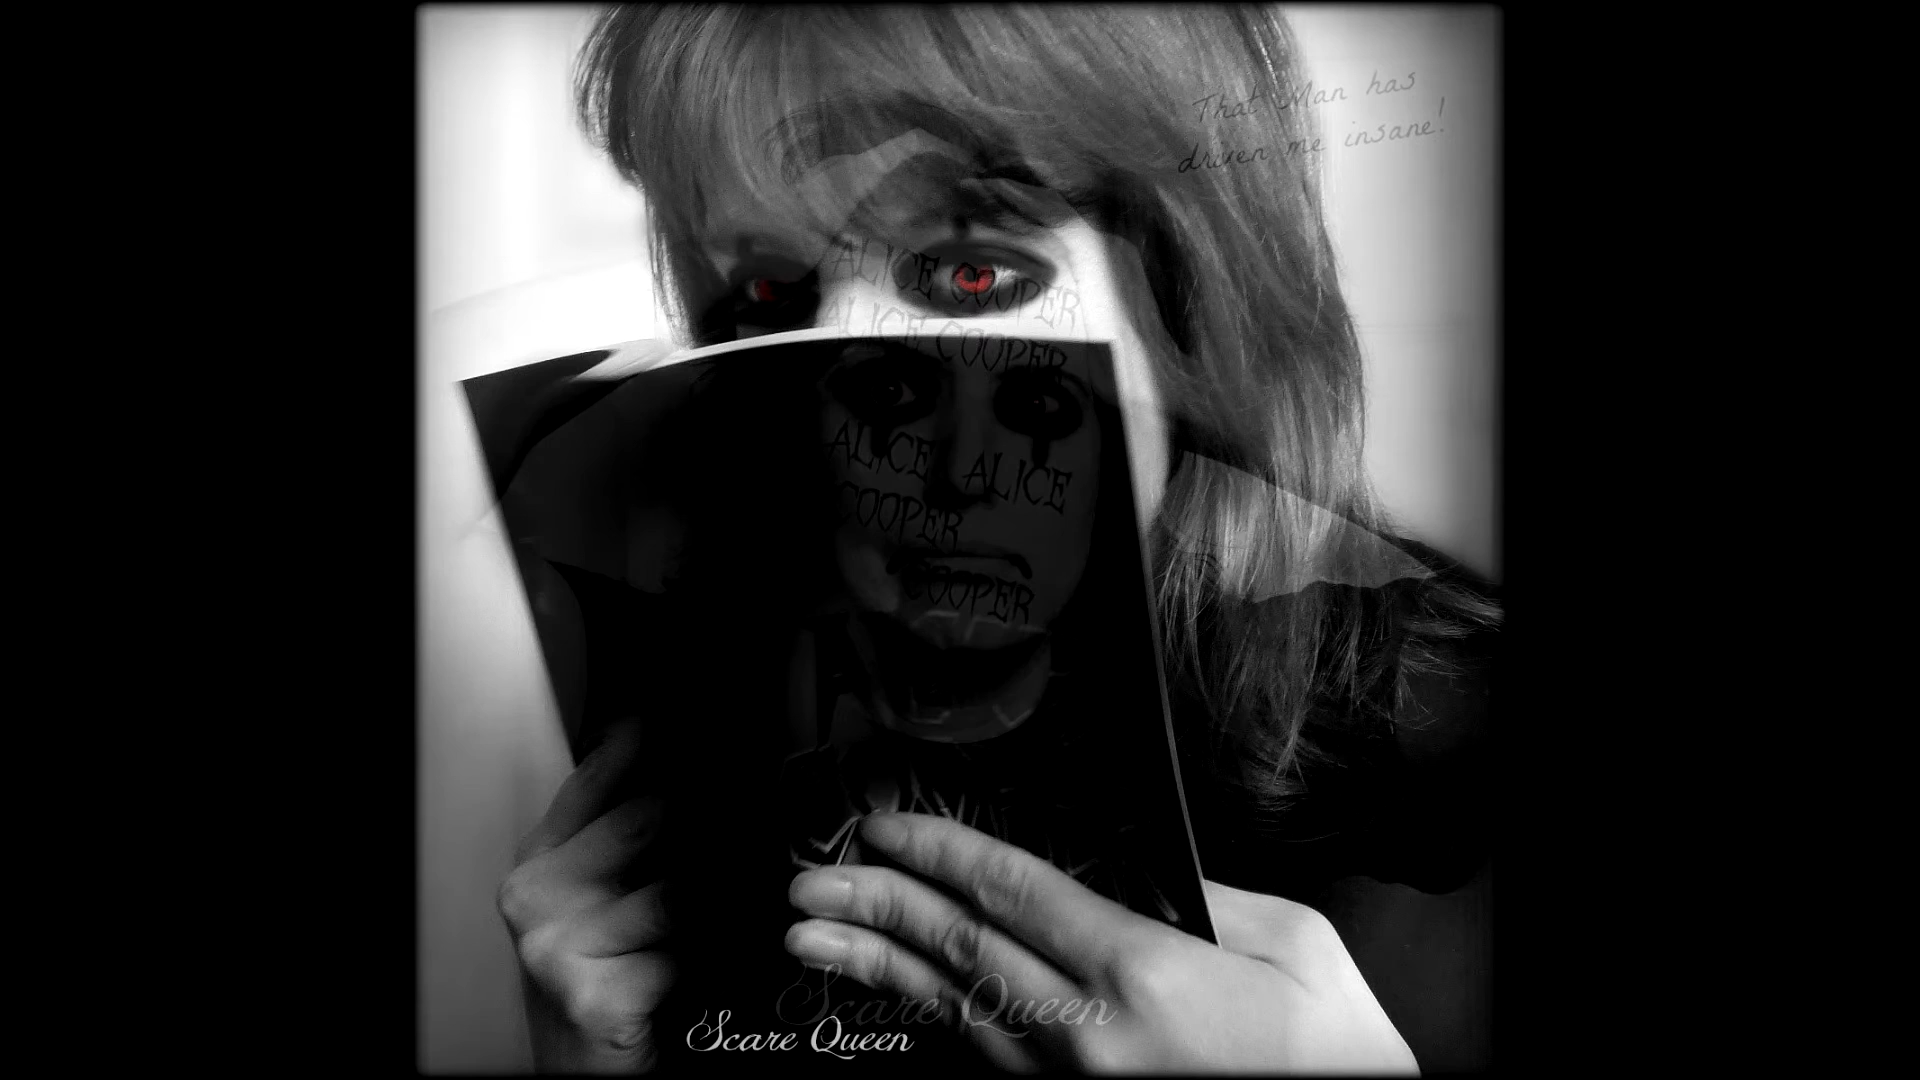 That Man has
driven me insane!
ALICE COOPER
ALICE COOPER
ALICE ALICE
COOPER
COOPER
Scare Queen
Scare Queen